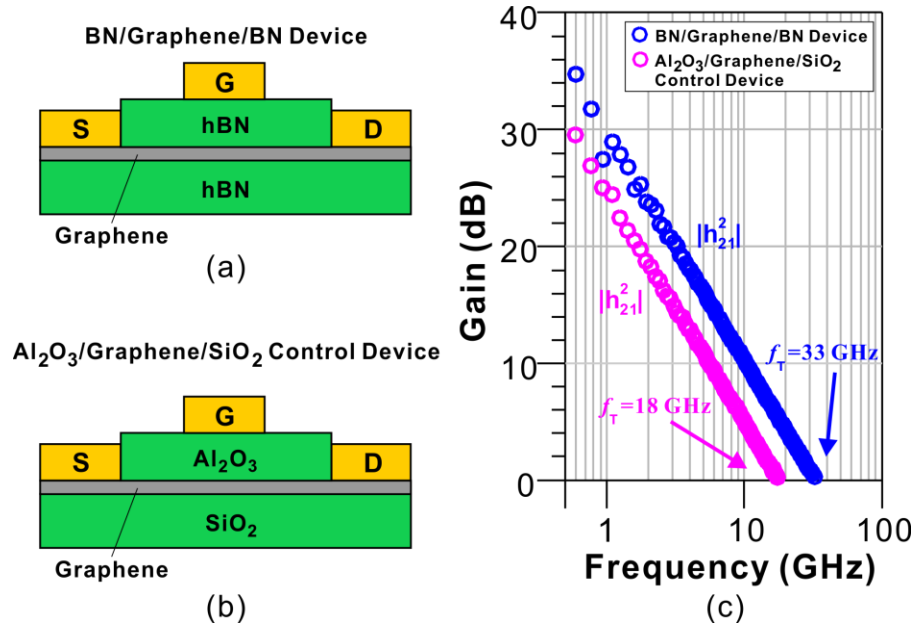 BN/Graphene/BN Device
G
S
hBN
D
hBN
Graphene
(a)
Al₂O₃/Graphene/SiO₂ Control Device
G
S
Al₂O₃
D
SiO₂
Graphene
(b)
40
30
20
10
0
Gain (dB)
BN/Graphene/BN Device
Al₂O₃/Graphene/SiO₂
Control Device
|h²₂₁|
|h²₂₁|
f_T=33 GHz
f_T=18 GHz
1
10
100
Frequency (GHz)
(c)